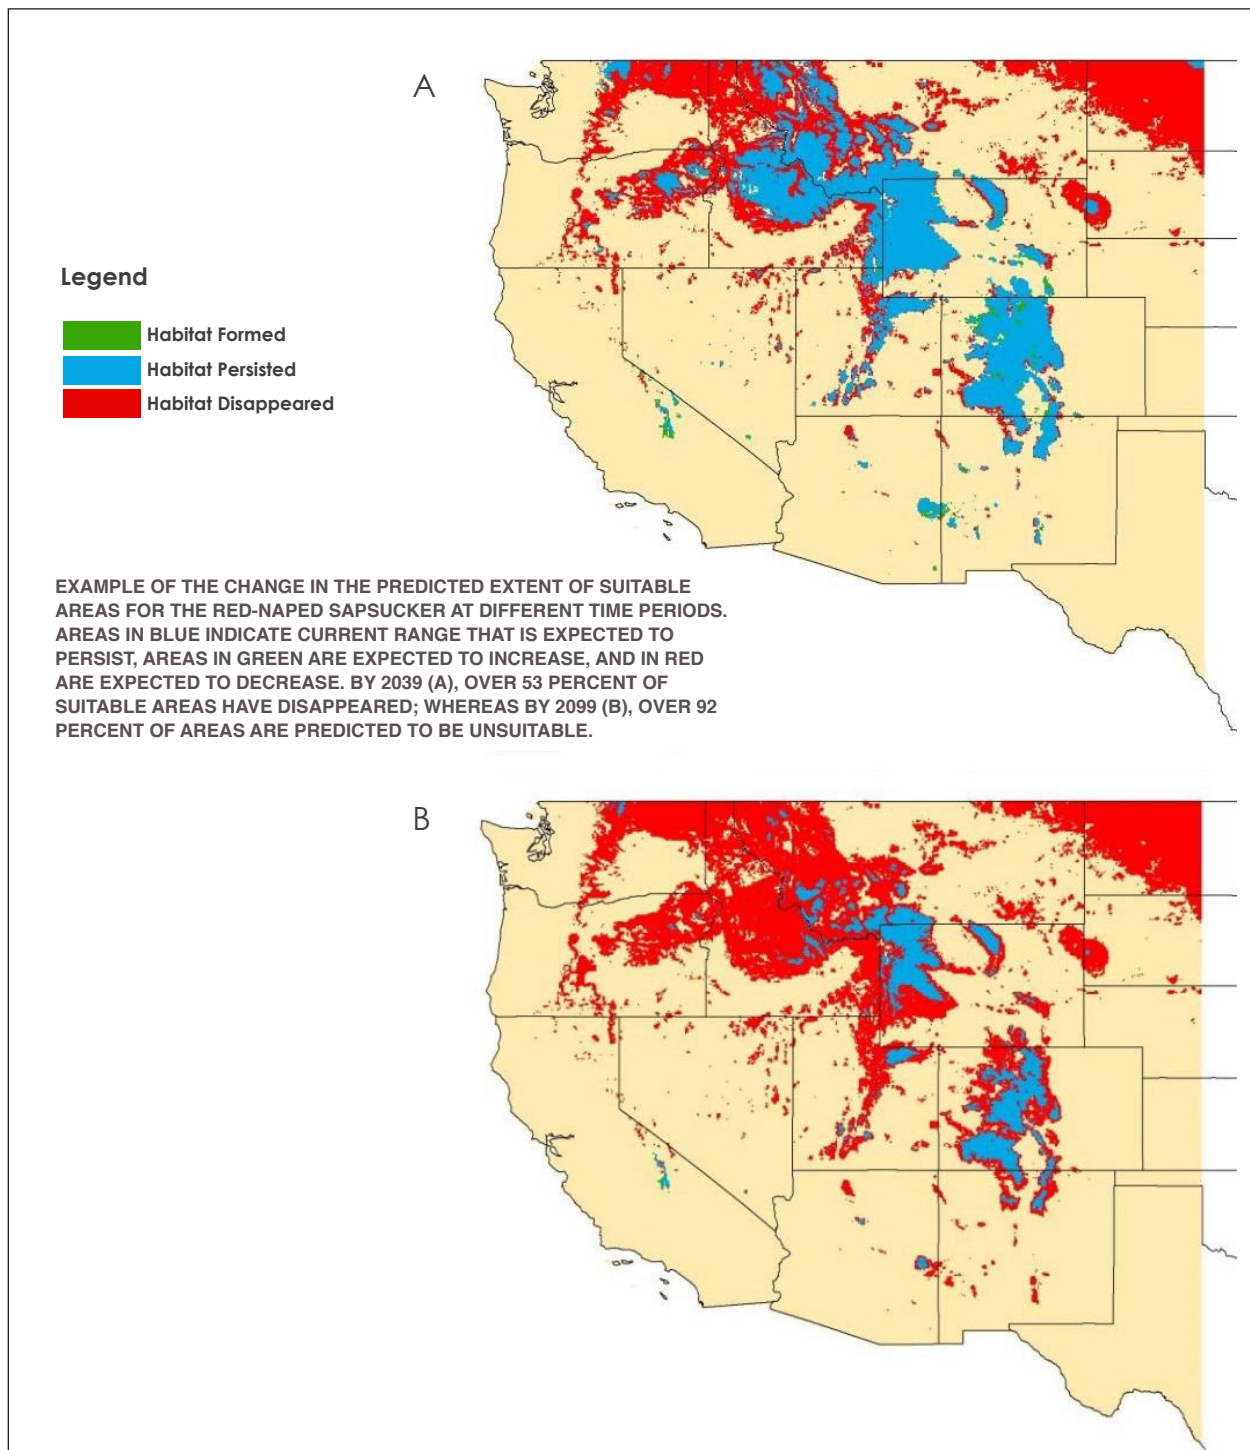 A
Legend
Habitat Formed
Habitat Persisted
Habitat Disappeared
EXAMPLE OF THE CHANGE IN THE PREDICTED EXTENT OF SUITABLE
AREAS FOR THE RED-NAPED SAPSUCKER AT DIFFERENT TIME PERIODS.
AREAS IN BLUE INDICATE CURRENT RANGE THAT IS EXPECTED TO
PERSIST, AREAS IN GREEN ARE EXPECTED TO INCREASE, AND IN RED
ARE EXPECTED TO DECREASE. BY 2039 (A), OVER 53 PERCENT OF
SUITABLE AREAS HAVE DISAPPEARED; WHEREAS BY 2099 (B), OVER 92
PERCENT OF AREAS ARE PREDICTED TO BE UNSUITABLE.
B